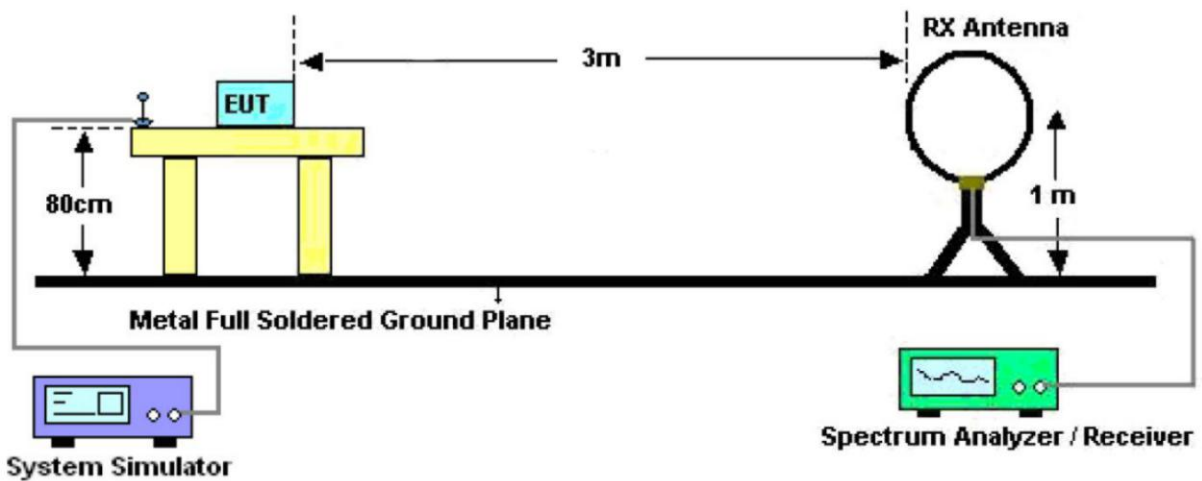 RX Antenna
3m
EUT
80cm
1 m
Metal Full Soldered Ground Plane
System Simulator
Spectrum Analyzer / Receiver